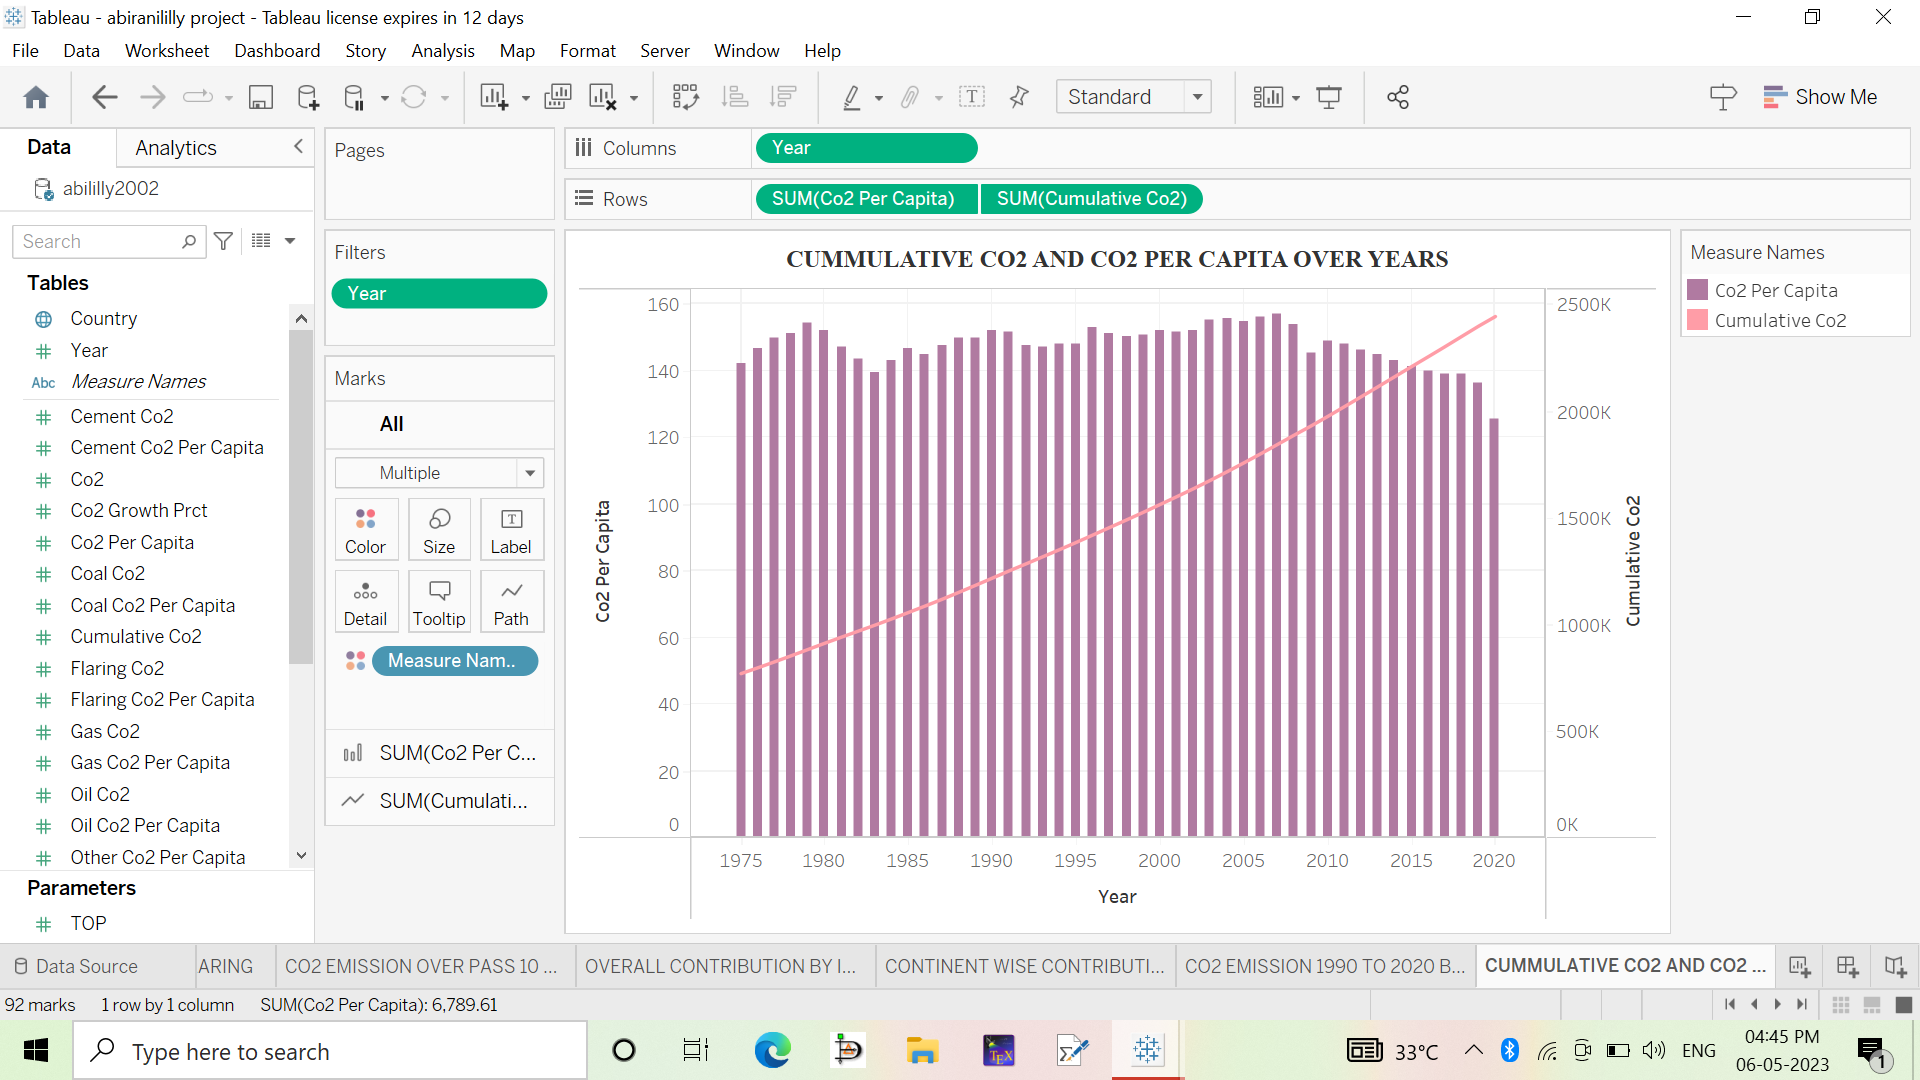 Tableau - abiranililly project - Tableau license expires in 12 days
File Data Worksheet Dashboard Story Analysis Map Format Server Window Help
Standard
Show Me
Data
Analytics
abililly2002
Search
Tables
Country
Year
Abc Measure Names
Cement Co2
Cement Co2 Per Capita
Co2
Co2 Growth Prct
Co2 Per Capita
Coal Co2
Coal Co2 Per Capita
Cumulative Co2
Flaring Co2
Flaring Co2 Per Capita
Gas Co2
Gas Co2 Per Capita
Oil Co2
Oil Co2 Per Capita
Other Co2 Per Capita
Parameters
TOP
Pages
Filters
Year
Marks
All
Multiple
Color Size Label
Detail Tooltip Path
Measure Nam..
SUM(Co2 Per C...
SUM(Cumulati...
Columns
Year
Rows
SUM(Co2 Per Capita) SUM(Cumulative Co2)
CUMMULATIVE CO2 AND CO2 PER CAPITA OVER YEARS
160
140
120
100
80
60
40
20
0
Co2 Per Capita
2500K
2000K
1500K
1000K
500K
0K
Cumulative Co2
1975 1980 1985 1990 1995 2000 2005 2010 2015 2020
Year
Measure Names
Co2 Per Capita
Cumulative Co2
Data Source
ARING
CO2 EMISSION OVER PASS 10 ...
OVERALL CONTRIBUTION BY I...
CONTINENT WISE CONTRIBUTI...
CO2 EMISSION 1990 TO 2020 B...
CUMMULATIVE CO2 AND CO2 ...
92 marks 1 row by 1 column SUM(Co2 Per Capita): 6,789.61
Type here to search
TEX
33°C
ENG
04:45 PM
06-05-2023
1